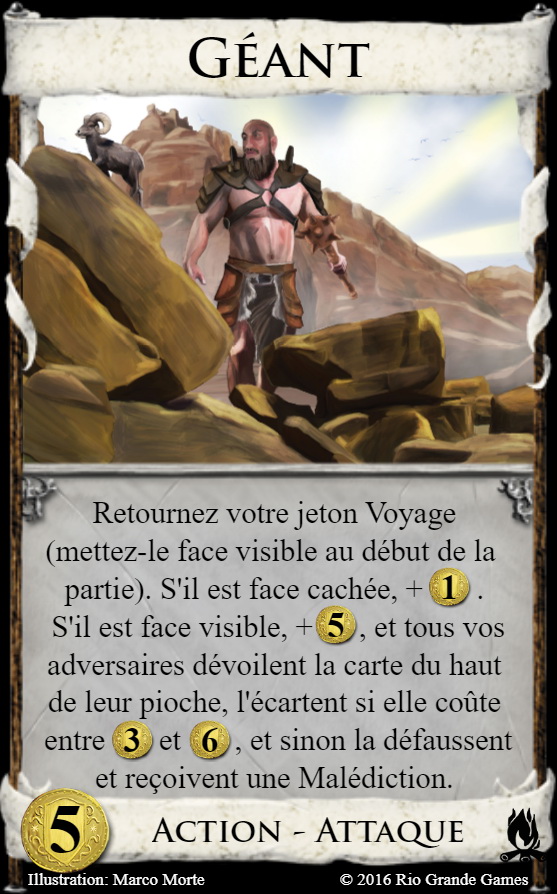 GÉANT
Retournez votre jeton Voyage
(mettez-le face visible au début de la
partie). S'il est face cachée, + 1 .
S'il est face visible, + 5 , et tous vos
adversaires dévoilent la carte du haut
de leur pioche, l'écartent si elle coûte
entre 3 et 6 , et sinon la défaussent
et reçoivent une Malédiction.
5 ACTION - ATTAQUE
Illustration: Marco Morte © 2016 Rio Grande Games